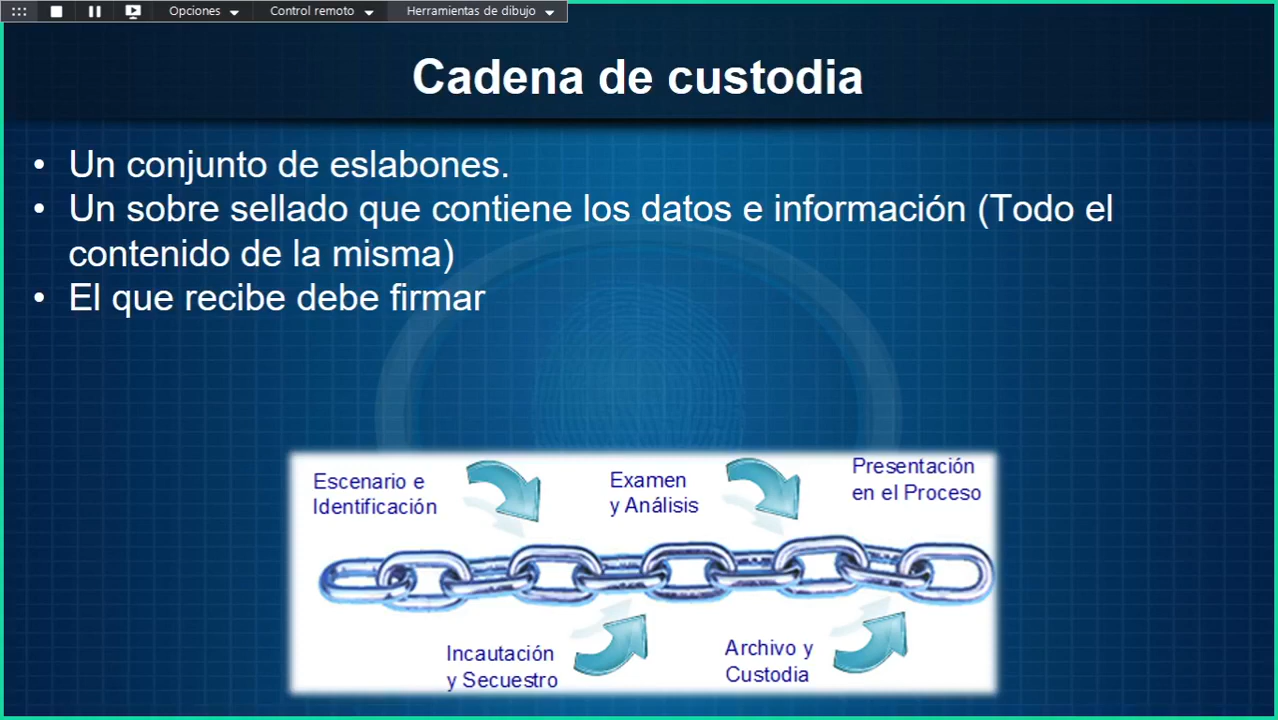 Opciones Control remoto Herramientas de dibujo
Cadena de custodia
• Un conjunto de eslabones.
• Un sobre sellado que contiene los datos e información (Todo el
contenido de la misma)
• El que recibe debe firmar
Escenario e
Identificación
Examen
y Análisis
Presentación
en el Proceso
Incautación
y Secuestro
Archivo y
Custodia